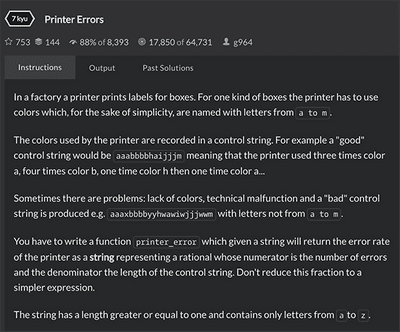 7 kyu Printer Errors
753 144 88% of 8,393 17,850 of 64,731 g964
Instructions Output Past Solutions
In a factory a printer prints labels for boxes. For one kind of boxes the printer has to use
colors which, for the sake of simplicity, are named with letters from a to m .
The colors used by the printer are recorded in a control string. For example a "good"
control string would be aaabbbbhaijjjm meaning that the printer used three times color
a, four times color b, one time color h then one time color a...
Sometimes there are problems: lack of colors, technical malfunction and a "bad" control
string is produced e.g. aaaxbbbbyyhwawiwjjjwwm with letters not from a to m .
You have to write a function printer_error which given a string will return the error rate
of the printer as a string representing a rational whose numerator is the number of errors
and the denominator the length of the control string. Don't reduce this fraction to a
simpler expression.
The string has a length greater or equal to one and contains only letters from a to z .